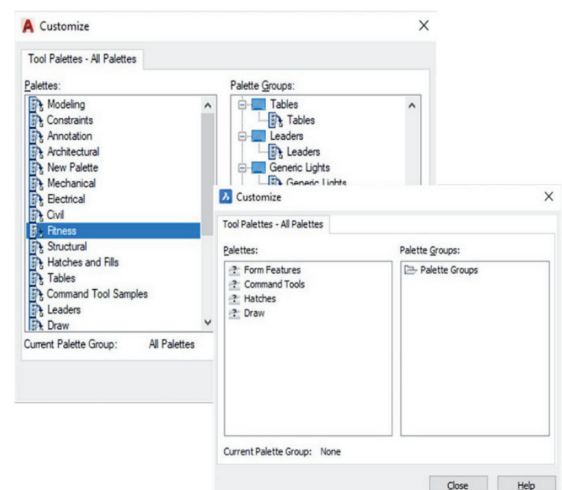 A Customize
Tool Palettes - All Palettes
Palettes:
Modeling
Constraints
Annotation
Architectural
New Palette
Mechanical
Electrical
Civil
Fitness
Structural
Hatches and Fills
Tables
Command Tool Samples
Leaders
Draw
Current Palette Group: All Palettes
Palette Groups:
Tables
Tables
Leaders
Leaders
Generic Lights
Generic Lights
Customize
Tool Palettes - All Palettes
Palettes:
Form Features
Command Tools
Hatches
Draw
Palette Groups:
Palette Groups
Current Palette Group: None
Close Help